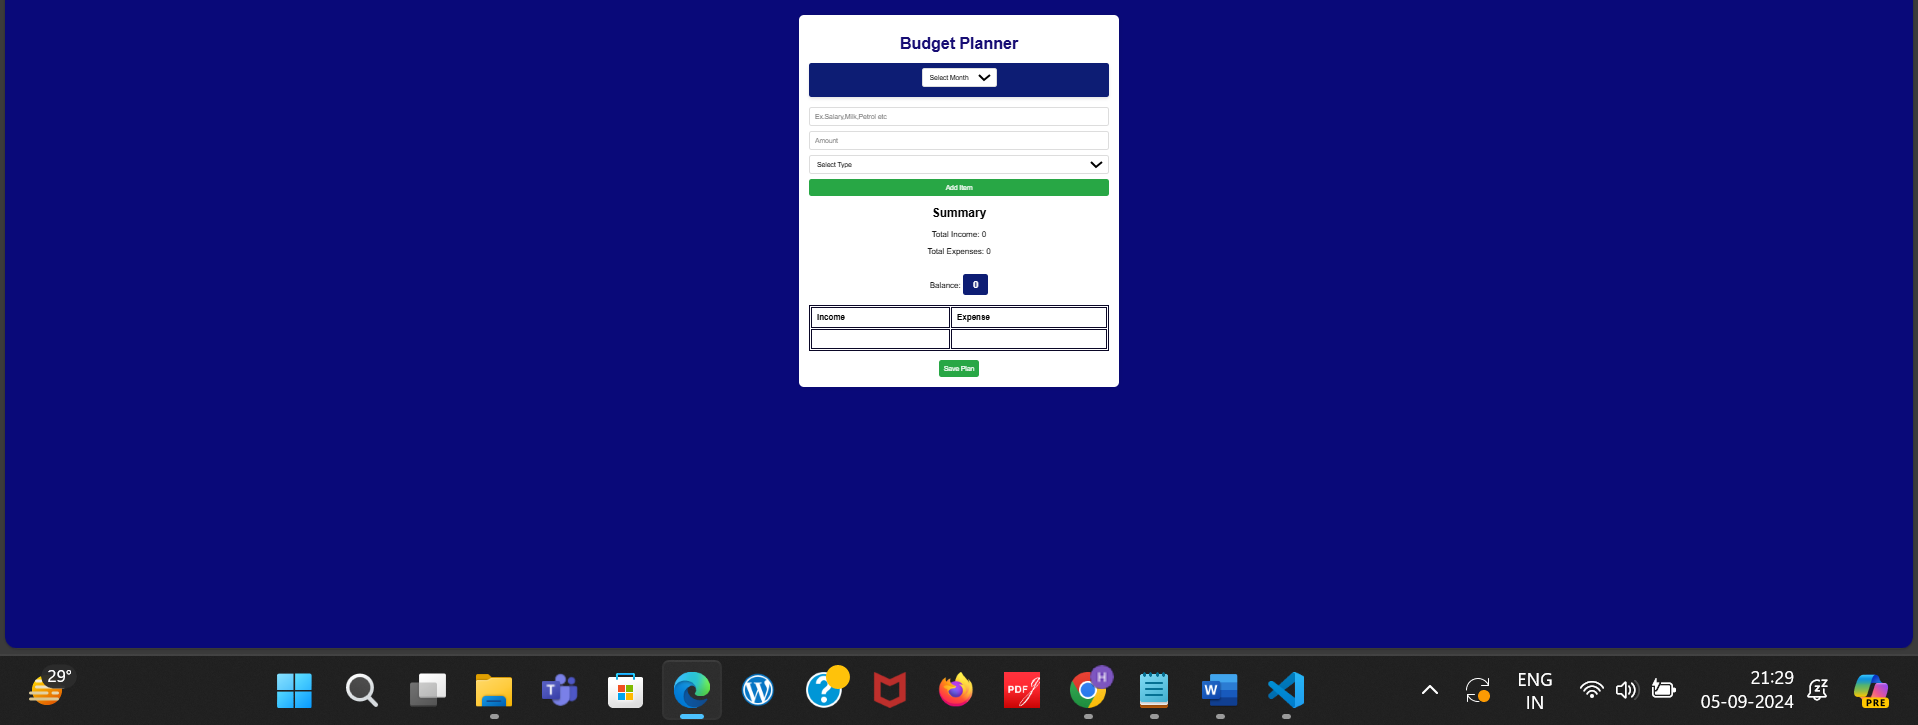 Budget Planner
Select Month
Ex.Salary,Milk,Petrol etc
Amount
Select Type
Add Item
Summary
Total Income: 0
Total Expenses: 0
Balance: 0
Income Expense
Save Plan
29°
T
?
PDF
H
W
ENG
IN
21:29
05-09-2024
PRE